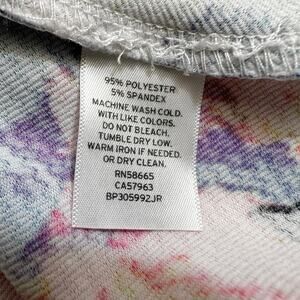 95% POLYESTER
5% SPANDEX
MACHINE WASH COLD.
WITH LIKE COLORS.
DO NOT BLEACH.
TUMBLE DRY LOW.
WARM IRON IF NEEDED.
OR DRY CLEAN.
RN58665
CA57963
BP305992JR